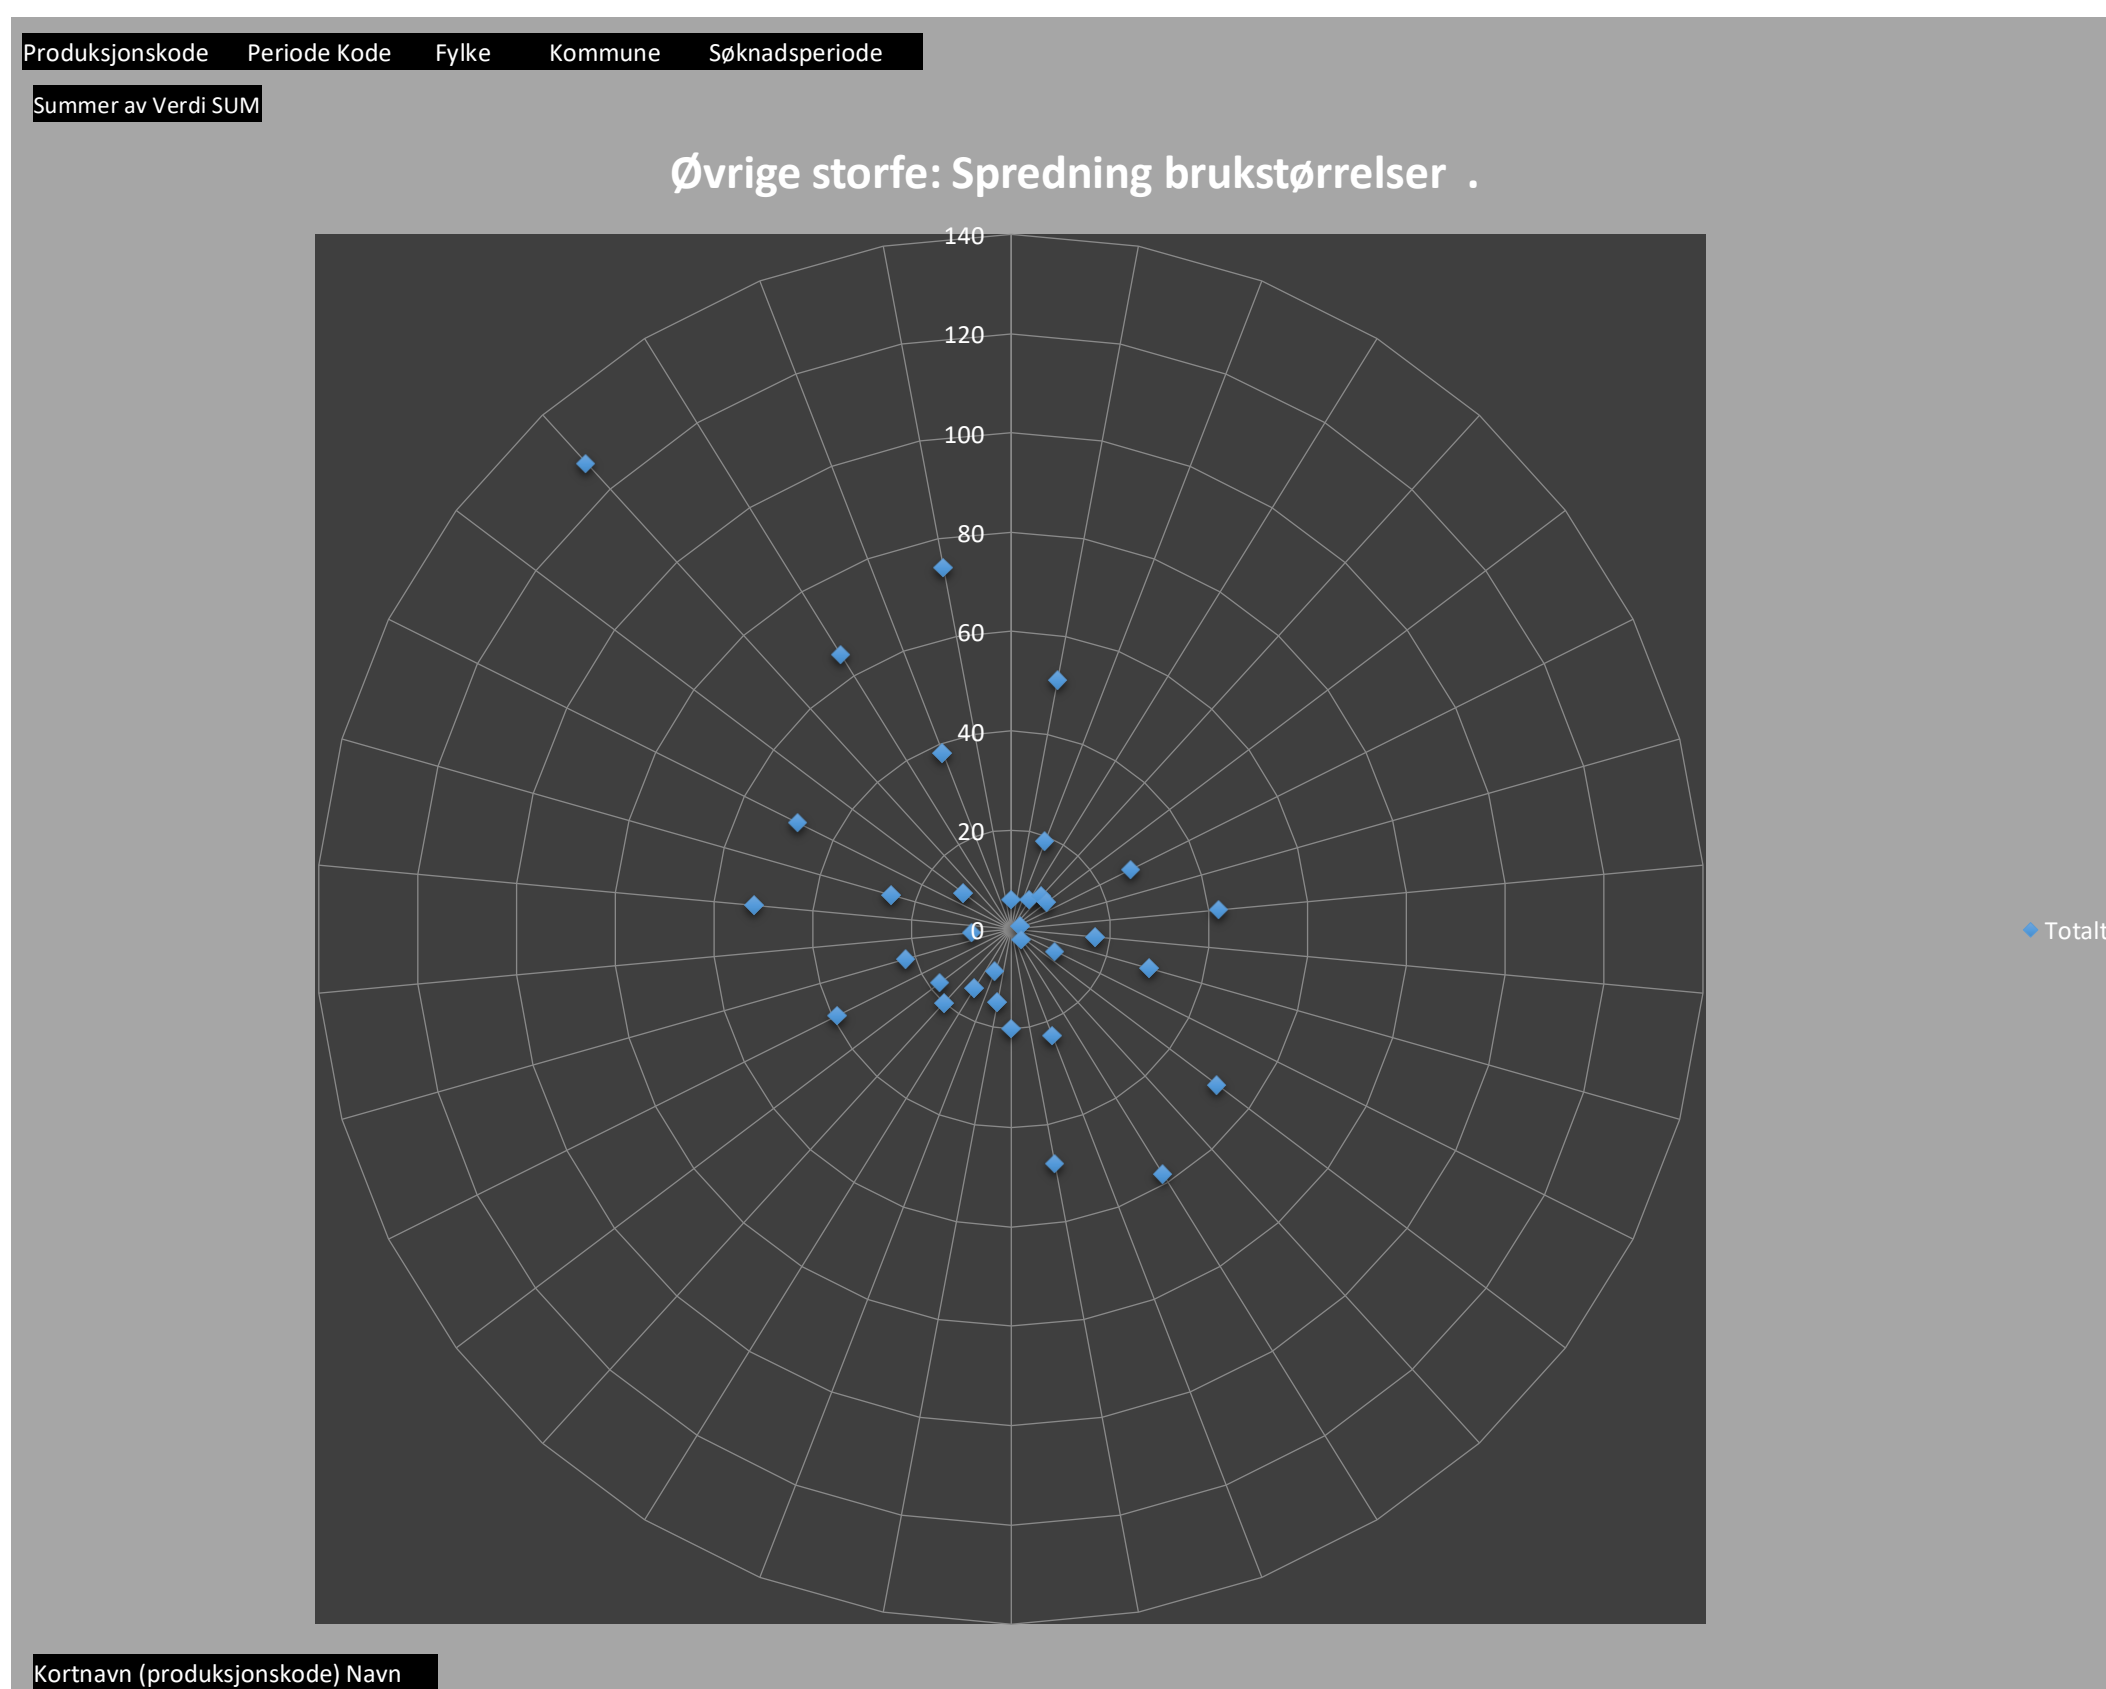 Produksjonskode Periode Kode Fylke Kommune Søknadsperiode
Summer av Verdi SUM
Øvrige storfe: Spredning brukstørrelser .
140
120
100
80
60
40
20
0
Totalt
Kortnavn (produksjonskode) Navn